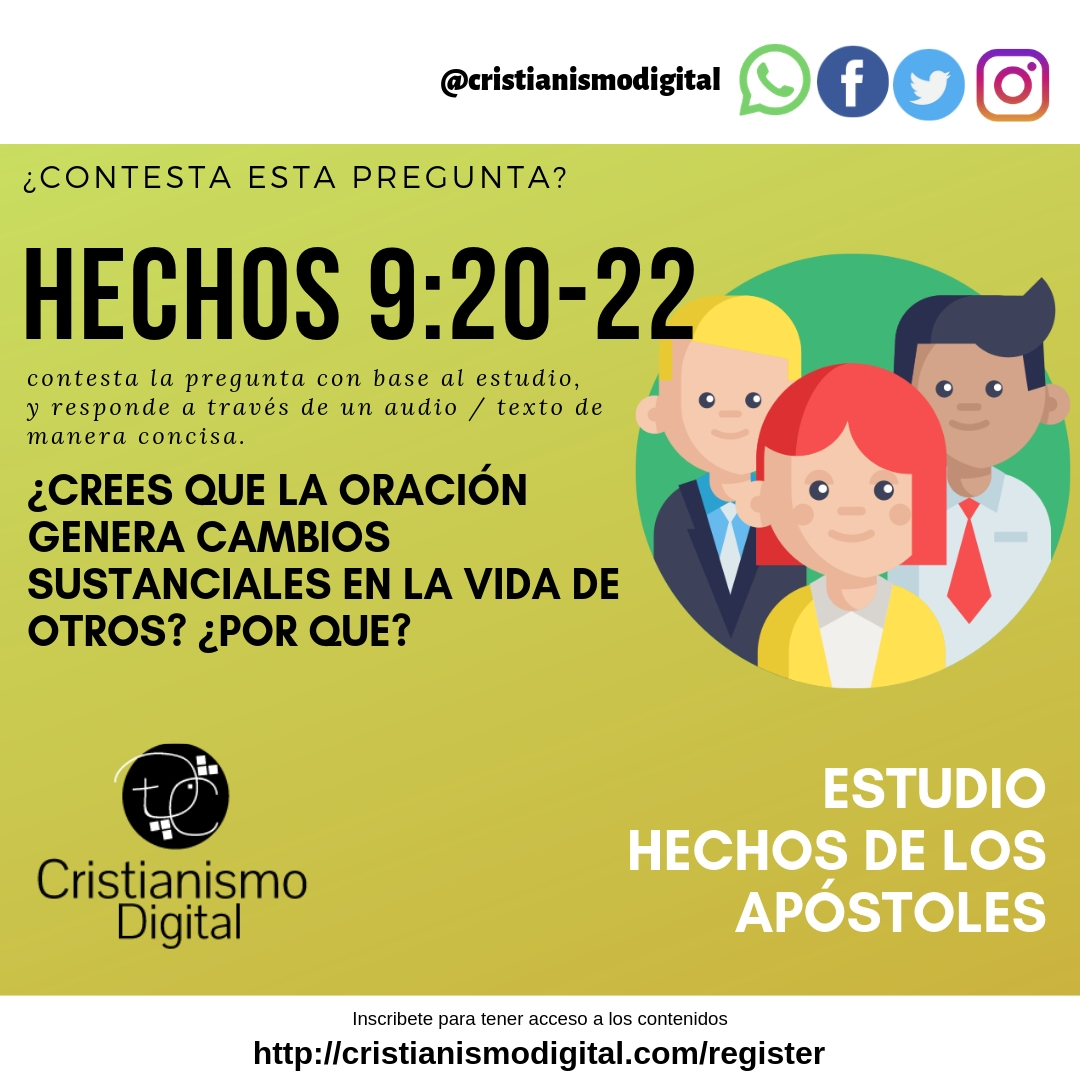 @cristianismodigital
¿CONTESTA ESTA PREGUNTA?
HECHOS 9:20-22
contesta la pregunta con base al estudio,
y responde a través de un audio / texto de
manera concisa.
¿CREES QUE LA ORACIÓN
GENERA CAMBIOS
SUSTANCIALES EN LA VIDA DE
OTROS? ¿POR QUE?
Cristianismo
Digital
ESTUDIO
HECHOS DE LOS
APÓSTOLES
Inscribete para tener acceso a los contenidos
http://cristianismodigital.com/register